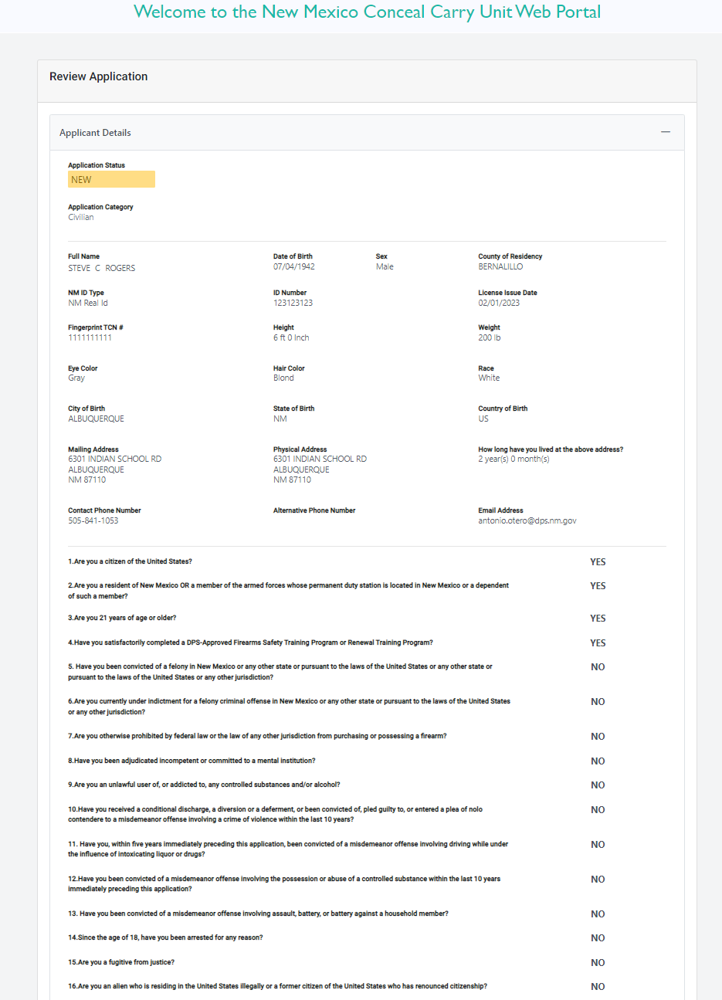 Welcome to the New Mexico Conceal Carry Unit Web Portal
Review Application
Applicant Details
Application Status
NEW
Application Category
Civilian
Full Name Date of Birth Sex County of Residency
STEVE C ROGERS 07/04/1942 Male BERNALILLO
NM ID Type ID Number License Issue Date
NM Real Id 123123123 02/01/2023
Fingerprint TCN # Height Weight
1111111111 6 ft 0 Inch 200 lb
Eye Color Hair Color Race
Gray Blond White
City of Birth State of Birth Country of Birth
ALBUQUERQUE NM US
Mailing Address Physical Address How long have you lived at the above address?
6301 INDIAN SCHOOL RD 6301 INDIAN SCHOOL RD 2 year(s) 0 month(s)
ALBUQUERQUE ALBUQUERQUE
NM 87110 NM 87110
Contact Phone Number Alternative Phone Number Email Address
505-841-1053 antonio.otero@dps.nm.gov
1.Are you a citizen of the United States? YES
2.Are you a resident of New Mexico OR a member of the armed forces whose permanent duty station is located in New Mexico or a dependent YES
of such a member?
3.Are you 21 years of age or older? YES
4.Have you satisfactorily completed a DPS-Approved Firearms Safety Training Program or Renewal Training Program? YES
5. Have you been convicted of a felony in New Mexico or any other state or pursuant to the laws of the United States or any other state or NO
pursuant to the laws of the United States or any other jurisdiction?
6.Are you currently under indictment for a felony criminal offense in New Mexico or any other state or pursuant to the laws of the United States NO
or any other jurisdiction?
7.Are you otherwise prohibited by federal law or the law of any other jurisdiction from purchasing or possessing a firearm? NO
8.Have you been adjudicated incompetent or committed to a mental institution? NO
9.Are you an unlawful user of, or addicted to, any controlled substances and/or alcohol? NO
10.Have you received a conditional discharge, a diversion or a deferment, or been convicted of, pled guilty to, or entered a plea of nolo NO
contendere to a misdemeanor offense involving a crime of violence within the last 10 years?
11. Have you, within five years immediately preceding this application, been convicted of a misdemeanor offense involving driving while under NO
the influence of intoxicating liquor or drugs?
12.Have you been convicted of a misdemeanor offense involving the possession or abuse of a controlled substance within the last 10 years NO
immediately preceding this application?
13. Have you been convicted of a misdemeanor offense involving assault, battery, or battery against a household member? NO
14.Since the age of 18, have you been arrested for any reason? NO
15.Are you a fugitive from justice? NO
16.Are you an alien who is residing in the United States illegally or a former citizen of the United States who has renounced citizenship? NO